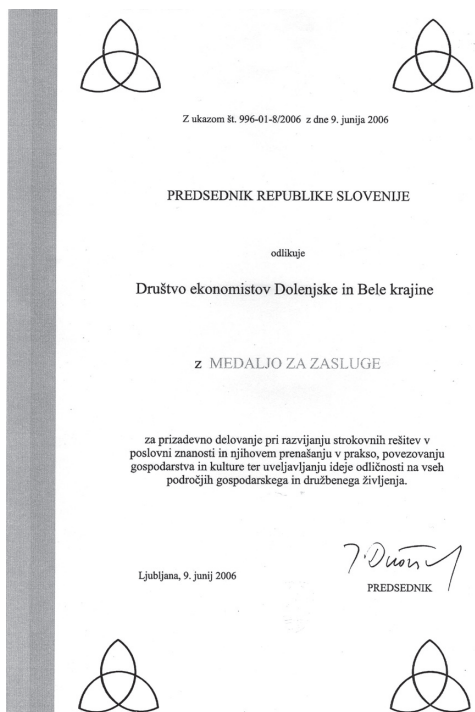 Z ukazom št. 996-01-8/2006 z dne 9. junija 2006
PREDSEDNIK REPUBLIKE SLOVENIJE
odlikuje
Društvo ekonomistov Dolenjske in Bele krajine
z MEDALJO ZA ZASLUGE
za prizadevno delovanje pri razvijanju strokovnih rešitev v
poslovni znanosti in njihovem prenašanju v prakso, povezovanju
gospodarstva in kulture ter uveljavljanju ideje odličnosti na vseh
področjih gospodarskega in družbenega življenja.
Ljubljana, 9. junij 2006
PREDSEDNIK